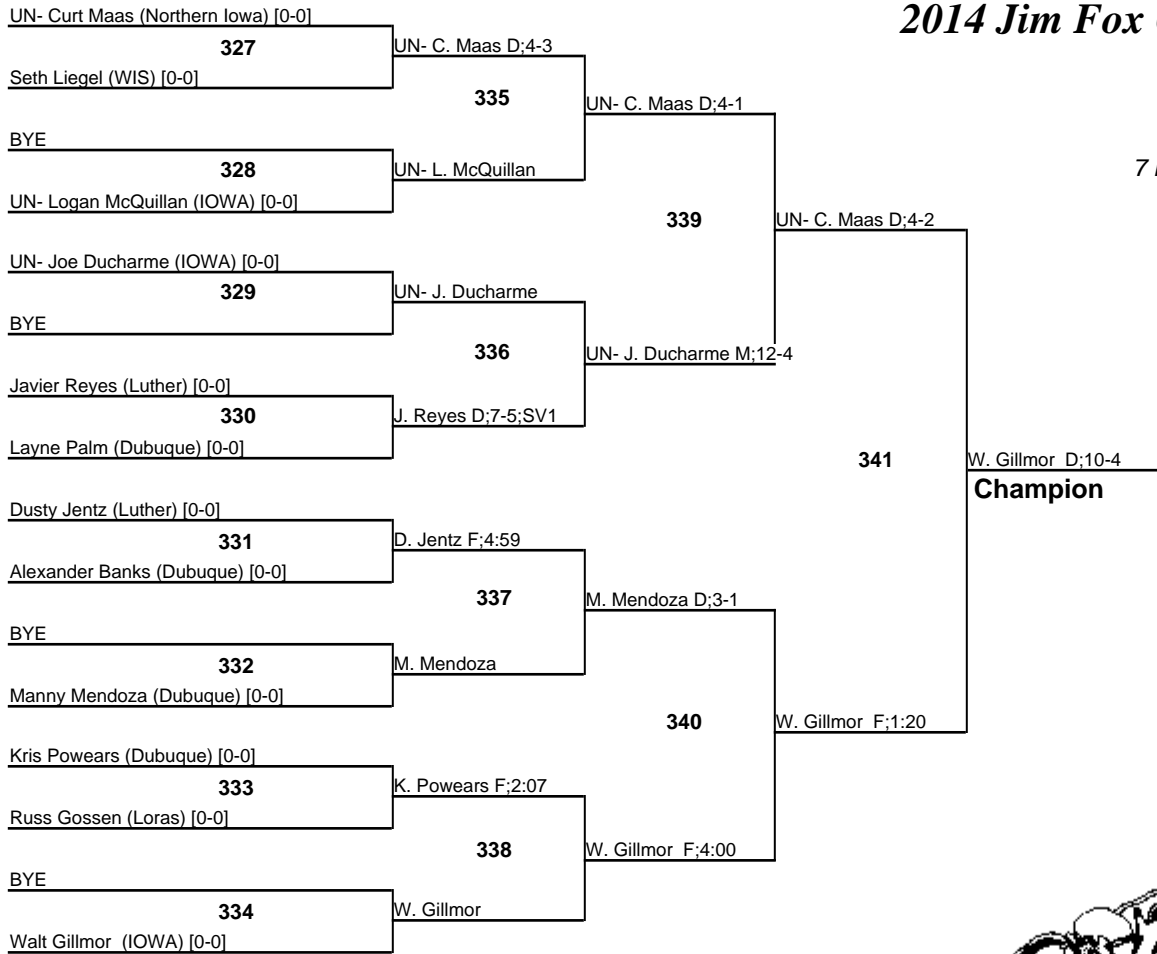 2014 Jim Fox
7
UN- Curt Maas (Northern Iowa) [0-0]
327
Seth Liegel (WIS) [0-0]
BYE
328
UN- Logan McQuillan (IOWA) [0-0]
UN- Joe Ducharme (IOWA) [0-0]
329
BYE
Javier Reyes (Luther) [0-0]
330
Layne Palm (Dubuque) [0-0]
Dusty Jentz (Luther) [0-0]
331
Alexander Banks (Dubuque) [0-0]
BYE
332
Manny Mendoza (Dubuque) [0-0]
Kris Powears (Dubuque) [0-0]
333
Russ Gossen (Loras) [0-0]
BYE
334
Walt Gillmor (IOWA) [0-0]
UN- C. Maas D;4-3
335
UN- L. McQuillan
UN- J. Ducharme
336
J. Reyes D;7-5;SV1
D. Jentz F;4:59
337
M. Mendoza
K. Powears F;2:07
338
W. Gillmor
UN- C. Maas D;4-1
339
UN- J. Ducharme M;12-4
M. Mendoza D;3-1
340
W. Gillmor F;4:00
UN- C. Maas D;4-2
341
W. Gillmor F;1:20
W. Gillmor D;10-4
Champion